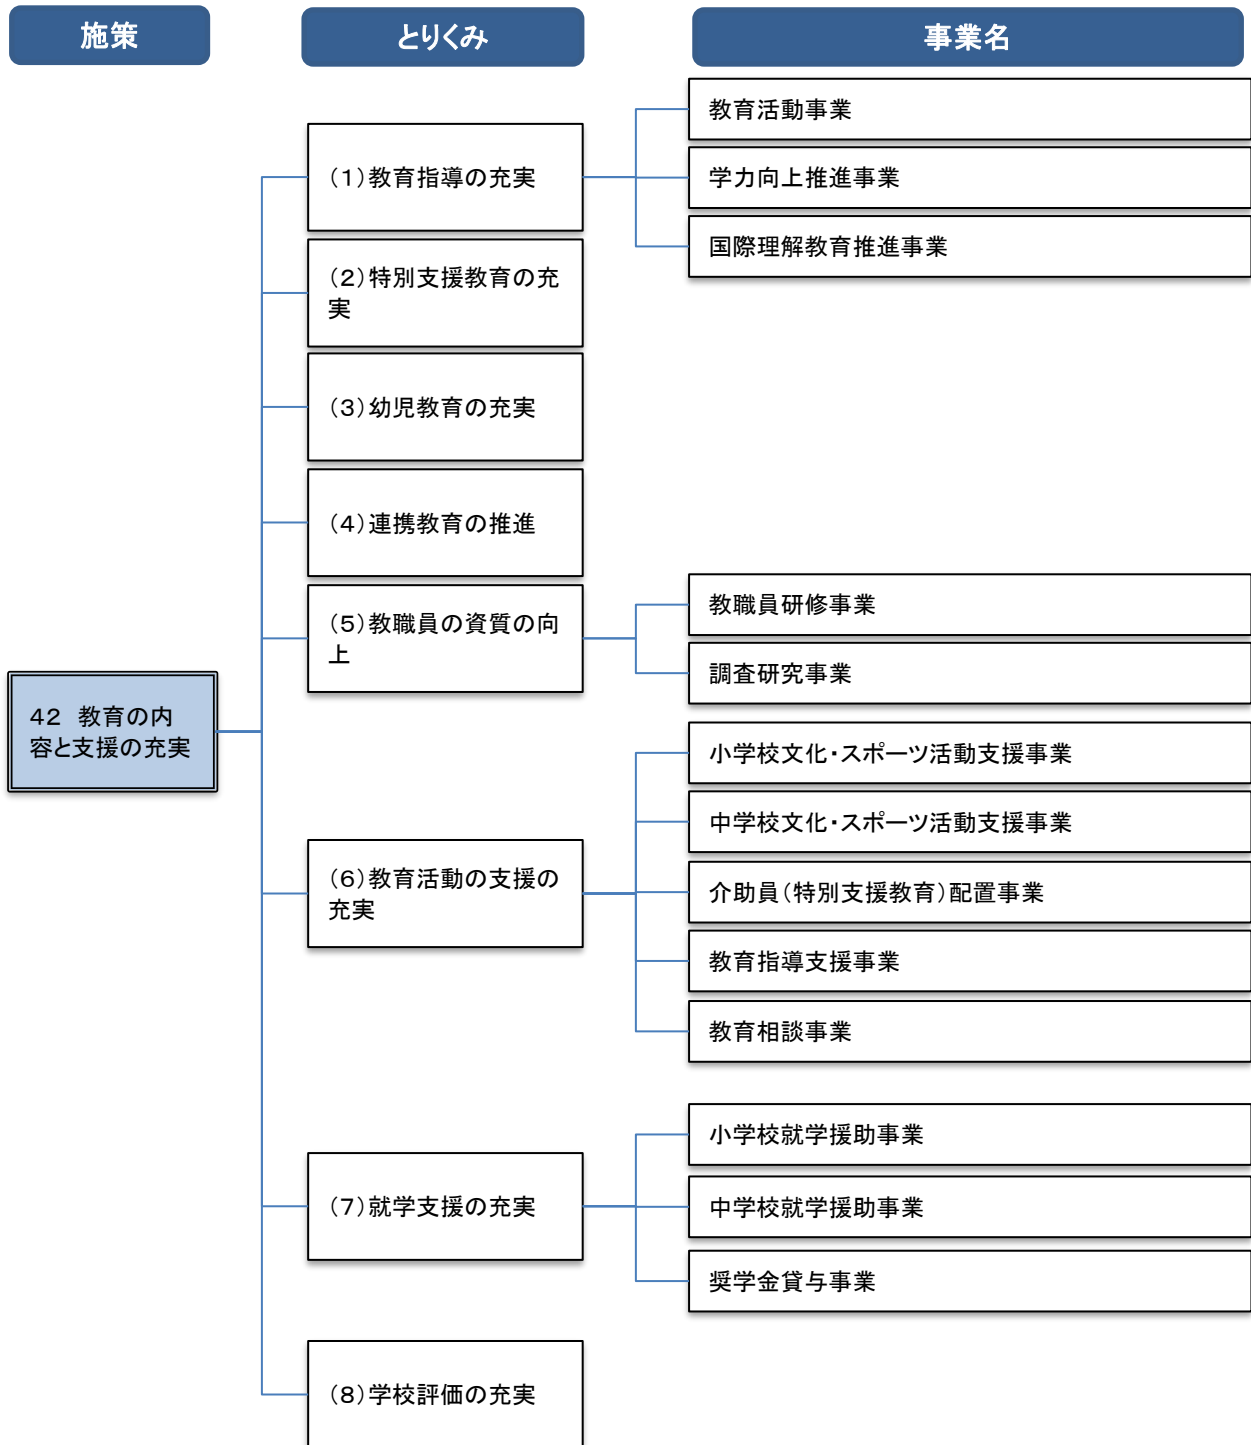 施策
とりくみ
事業名
(1)教育指導の充実
教育活動事業
学力向上推進事業
国際理解教育推進事業
(2)特別支援教育の充
実
(3)幼児教育の充実
(4)連携教育の推進
(5)教職員の資質の向
上
教職員研修事業
調査研究事業
42 教育の内
容と支援の充実
(6)教育活動の支援の
充実
小学校文化・スポーツ活動支援事業
中学校文化・スポーツ活動支援事業
介助員(特別支援教育)配置事業
教育指導支援事業
教育相談事業
(7)就学支援の充実
小学校就学援助事業
中学校就学援助事業
奨学金貸与事業
(8)学校評価の充実